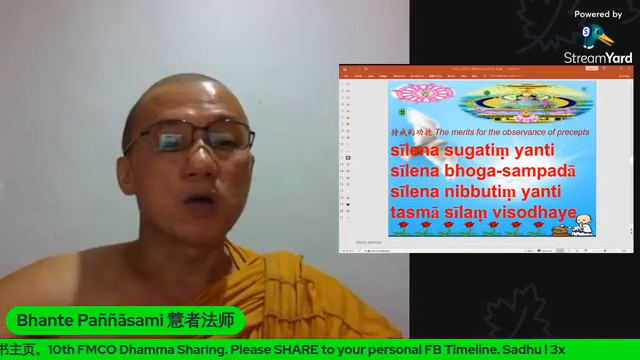 Powered by
StreamYard
持戒的功德 The merits for the observance of precepts
sīlena sugatiṃ yanti
sīlena bhoga-sampadā
sīlena nibbutiṃ yanti
tasmā sīlaṃ visodhaye
Bhante Paññāsami 慧者法师
书主页。10th FMCO Dhamma Sharing. Please SHARE to your personal FB Timeline. Sadhu | 3x